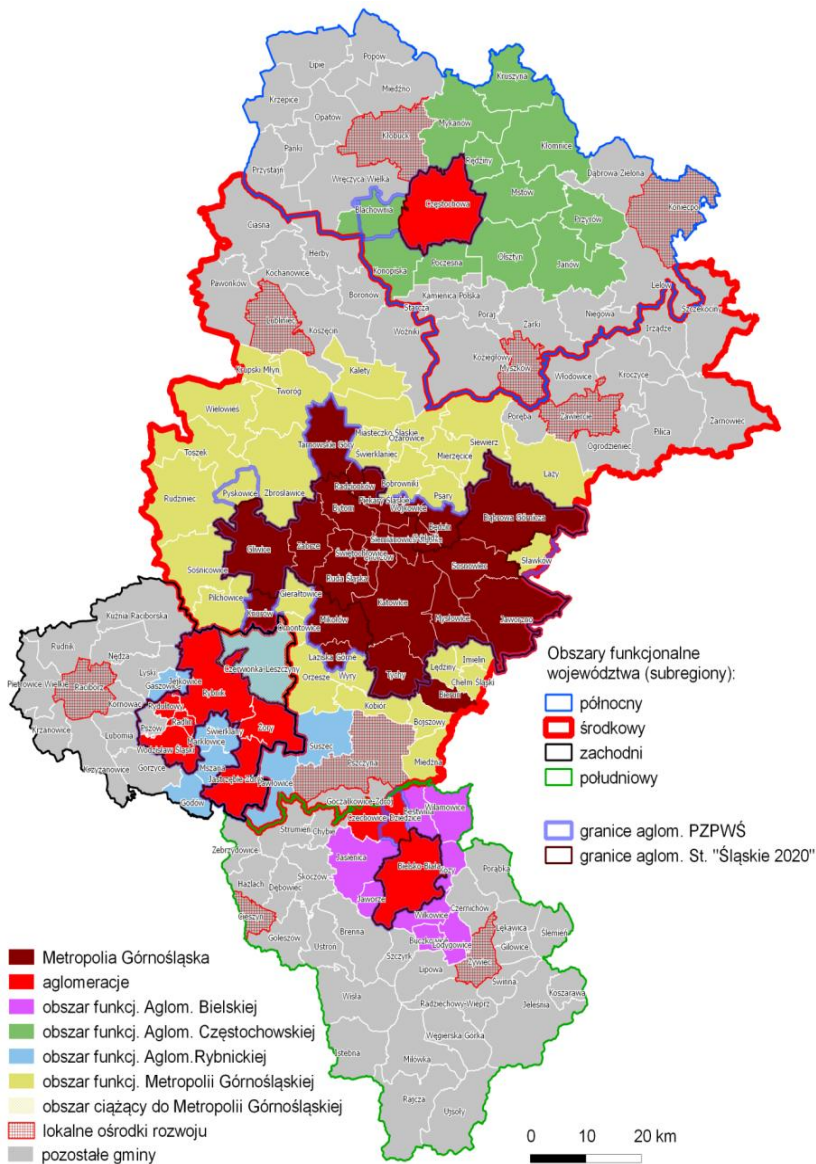 Lipie
Popów
Krzepice
Miedźno
Opatów
Kruszyna
Mykanów
Kłobuck
Panki
Kłomnice
Rędziny
Przystajń
Wręczyca Wielka
Dąbrowa Zielona
Mstów
Koniecpol
Blachownia
Częstochowa
Przyrów
Ciasna
Herby
Olsztyn
Janów
Konopiska
Poczesna
Kochanowice
Pawonków
Lelów
Boronów
Kamienica Polska
Szczekociny
Starcza
Lubliniec
Poraj
Żarki
Niegowa
Irządze
Koszęcin
Woźniki
Koziegłowy
Myszków
Włodowice
Kroczyce
Krupski Młyn
Kalety
Tworóg
Poręba
Zawiercie
Żarnowiec
Wielowieś
Pilica
Ogrodzieniec
Tarnowskie Góry
Miasteczko Śląskie
Ożarowice
Siewierz
Świerklaniec
Mierzęcice
Toszek
Łazy
Radzionków
Bobrowniki
Psary
Rudziniec
Pyskowice
Zbrosławice
Piekary Śląskie
Wojkowice
Bytom
Będzin
Dąbrowa Górnicza
Gliwice
Zabrze
Świętochłowice
Sławków
Sosnowiec
Ruda Śląska
Sośnicowice
Pilchowice
Gierałtowice
Katowice
Mysłowice
Jaworzno
Knurów
Mikołów
Ornontowice
Kuźnia Raciborska
Rudnik
Nędza
Czerwionka-Leszczyny
Łaziska Górne
Tychy
Lędziny
Imielin
Orzesze
Wyry
Chełm Śląski
Bieruń
Lyski
Jejkowice
Gaszowice
Rybnik
Pietrowice Wielkie
Racibórz
Kornowac
Rydułtowy
Radlin
Kobiór
Bojszowy
Pszów
Świerklany
Żory
Krzanowice
Lubomia
Marklowice
Wodzisław Śląski
Suszec
Pszczyna
Miedźna
Krzyżanowice
Gorzyce
Mszana
Jastrzębie-Zdrój
Pawłowice
Godów
Goczałkowice-Zdrój
Bestwina
Wilamowice
Strumień
Chybie
Czechowice-Dziedzice
Zebrzydowice
Jasienica
Bielsko-Biała
Porąbka
Hażlach
Dębowiec
Skoczów
Jaworze
Czernichów
Cieszyn
Wilkowice
Łękawica
Ślemień
Goleszów
Ustroń
Brenna
Buczkowice
Łodygowice
Gilowice
Szczyrk
Żywiec
Lipowa
Świnna
Koszarawa
Wisła
Radziechowy-Wieprz
Jeleśnia
Węgierska Górka
Istebna
Milówka
Rajcza
Ujsoły
Obszary funkcjonalne
województwa (subregiony):
północny
środkowy
zachodni
południowy
granice aglom. PZPWŚ
granice aglom. St. "Śląskie 2020"
Metropolia Górnośląska
aglomeracje
obszar funkcj. Aglom. Bielskiej
obszar funkcj. Aglom. Częstochowskiej
obszar funkcj. Aglom.Rybnickiej
obszar funkcj. Metropolii Górnośląskiej
obszar ciążący do Metropolii Górnośląskiej
lokalne ośrodki rozwoju
pozostałe gminy
0 10 20 km